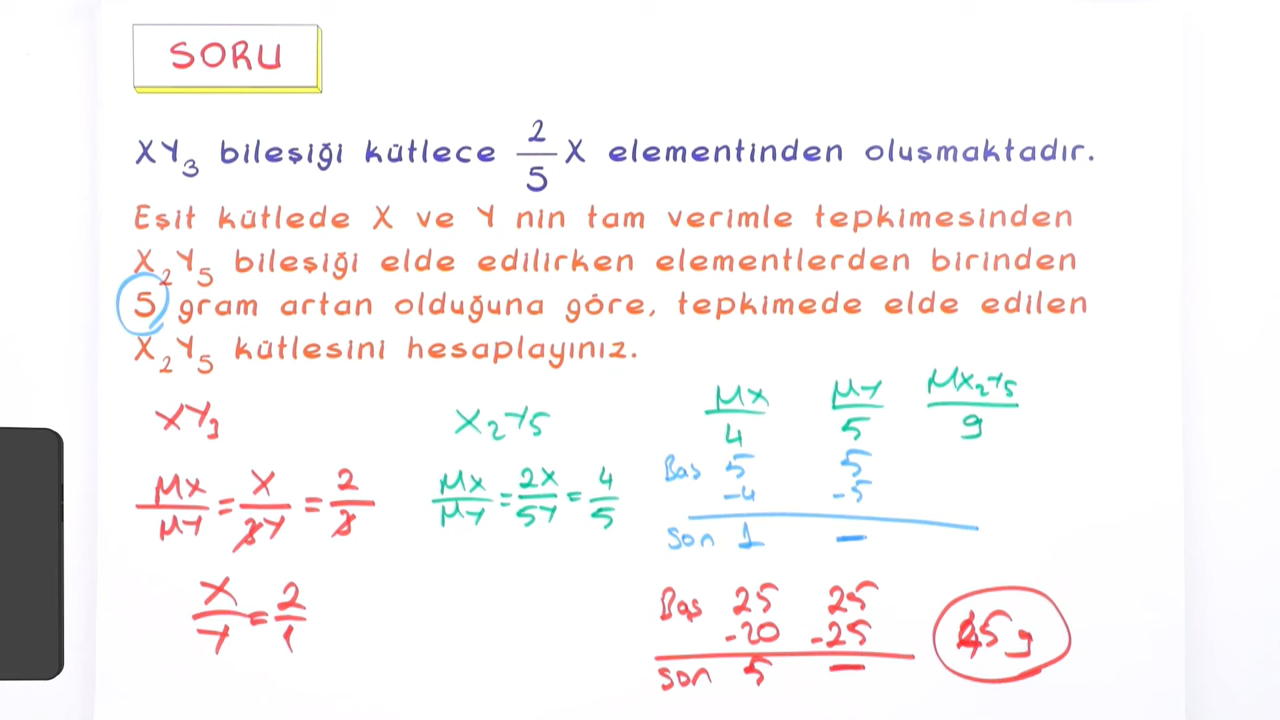 SORU
XY₃ bileşiği kütlece 2/5 X elementinden oluşmaktadır.
Eşit kütlede X ve Y nin tam verimle tepkimesinden
X₂Y₅ bileşiği elde edilirken elementlerden birinden
5 gram artan olduğuna göre, tepkimede elde edilen
X₂Y₅ kütlesini hesaplayınız.
XY₃
MX/MY = X/3Y = 2/3
X/Y = 2/1
X₂Y₅
MX/MY = 2X/5Y = 4/5
MX/4 MY/5 MX₂Y₅/9
Baş 5 5
-4 -5
Son 1 –
Baş 25 25
-20 -25
Son 5 –
45g